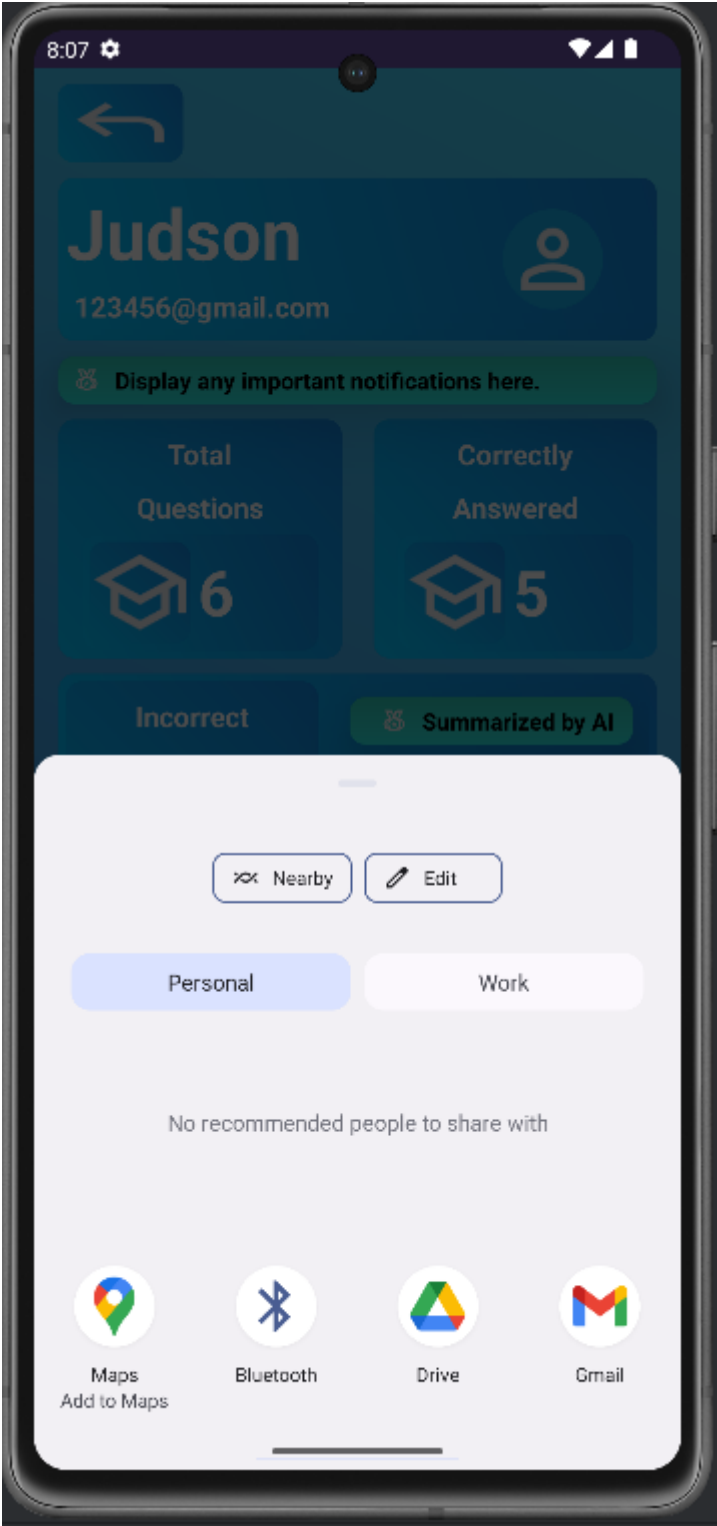 8:07
Judson
123456@gmail.com
Display any important notifications here.
Total
Questions
6
Correctly
Answered
5
Incorrect
Summarized by AI
Nearby
Edit
Personal
Work
No recommended people to share with
Maps
Add to Maps
Bluetooth
Drive
Gmail